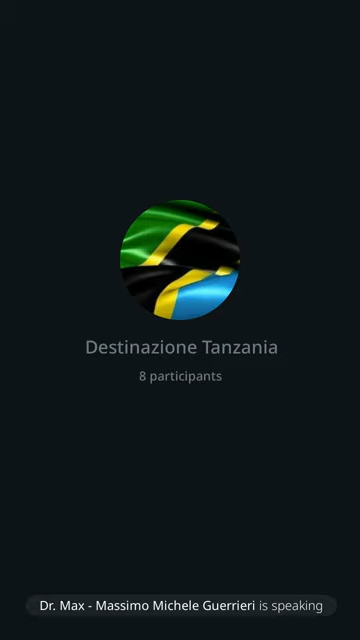 Destinazione Tanzania
8 participants
Dr. Max - Massimo Michele Guerrieri is speaking